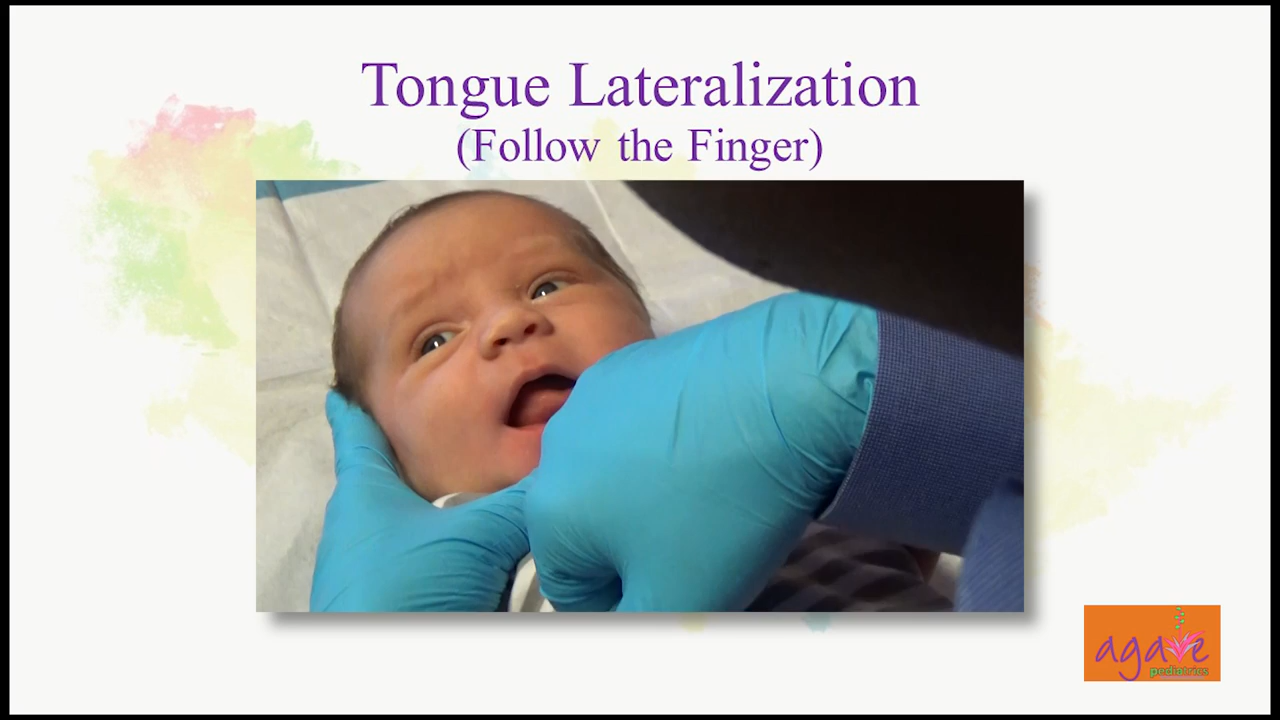 Tongue Lateralization
(Follow the Finger)
agave
pediatrics